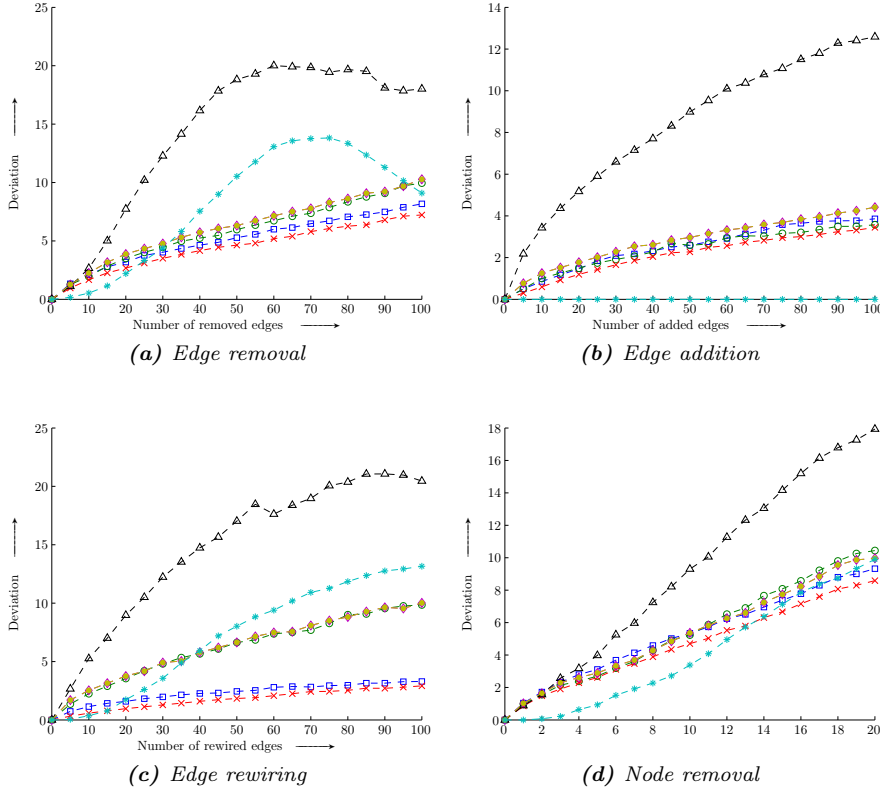 25
20
15
10
5
0
Deviation
0 10 20 30 40 50 60 70 80 90 100
Number of removed edges
(a) Edge removal
14
12
10
8
6
4
2
0
Deviation
0 10 20 30 40 50 60 70 80 90 100
Number of added edges
(b) Edge addition
25
20
15
10
5
0
Deviation
0 10 20 30 40 50 60 70 80 90 100
Number of rewired edges
(c) Edge rewiring
18
16
14
12
10
8
6
4
2
0
Deviation
0 2 4 6 8 10 12 14 16 18 20
(d) Node removal